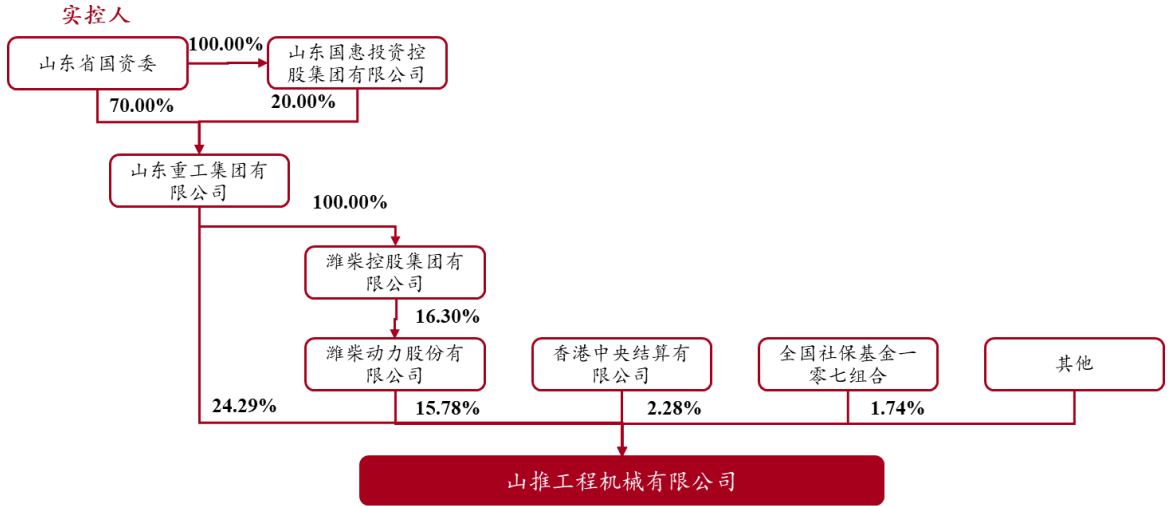 实控人
山东省国资委
100.00%
山东国惠投资控
股集团有限公司
70.00%
20.00%
山东重工集团有
限公司
100.00%
潍柴控股集团有
限公司
16.30%
潍柴动力股份有
限公司
香港中央结算有
限公司
全国社保基金一
零七组合
其他
24.29%
15.78%
2.28%
1.74%
山推工程机械有限公司